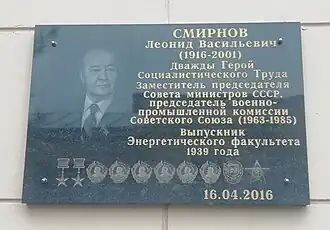 СМИРНОВ
Леонид Васильевич
(1916-2001)
Дважды Герой
Социалистического Труда
Заместитель председателя
Совета министров СССР,
председатель военно-
промышленной комиссии
Советского Союза (1963-1985)
Выпускник
Энергетического факультета
1939 года
16.04.2016